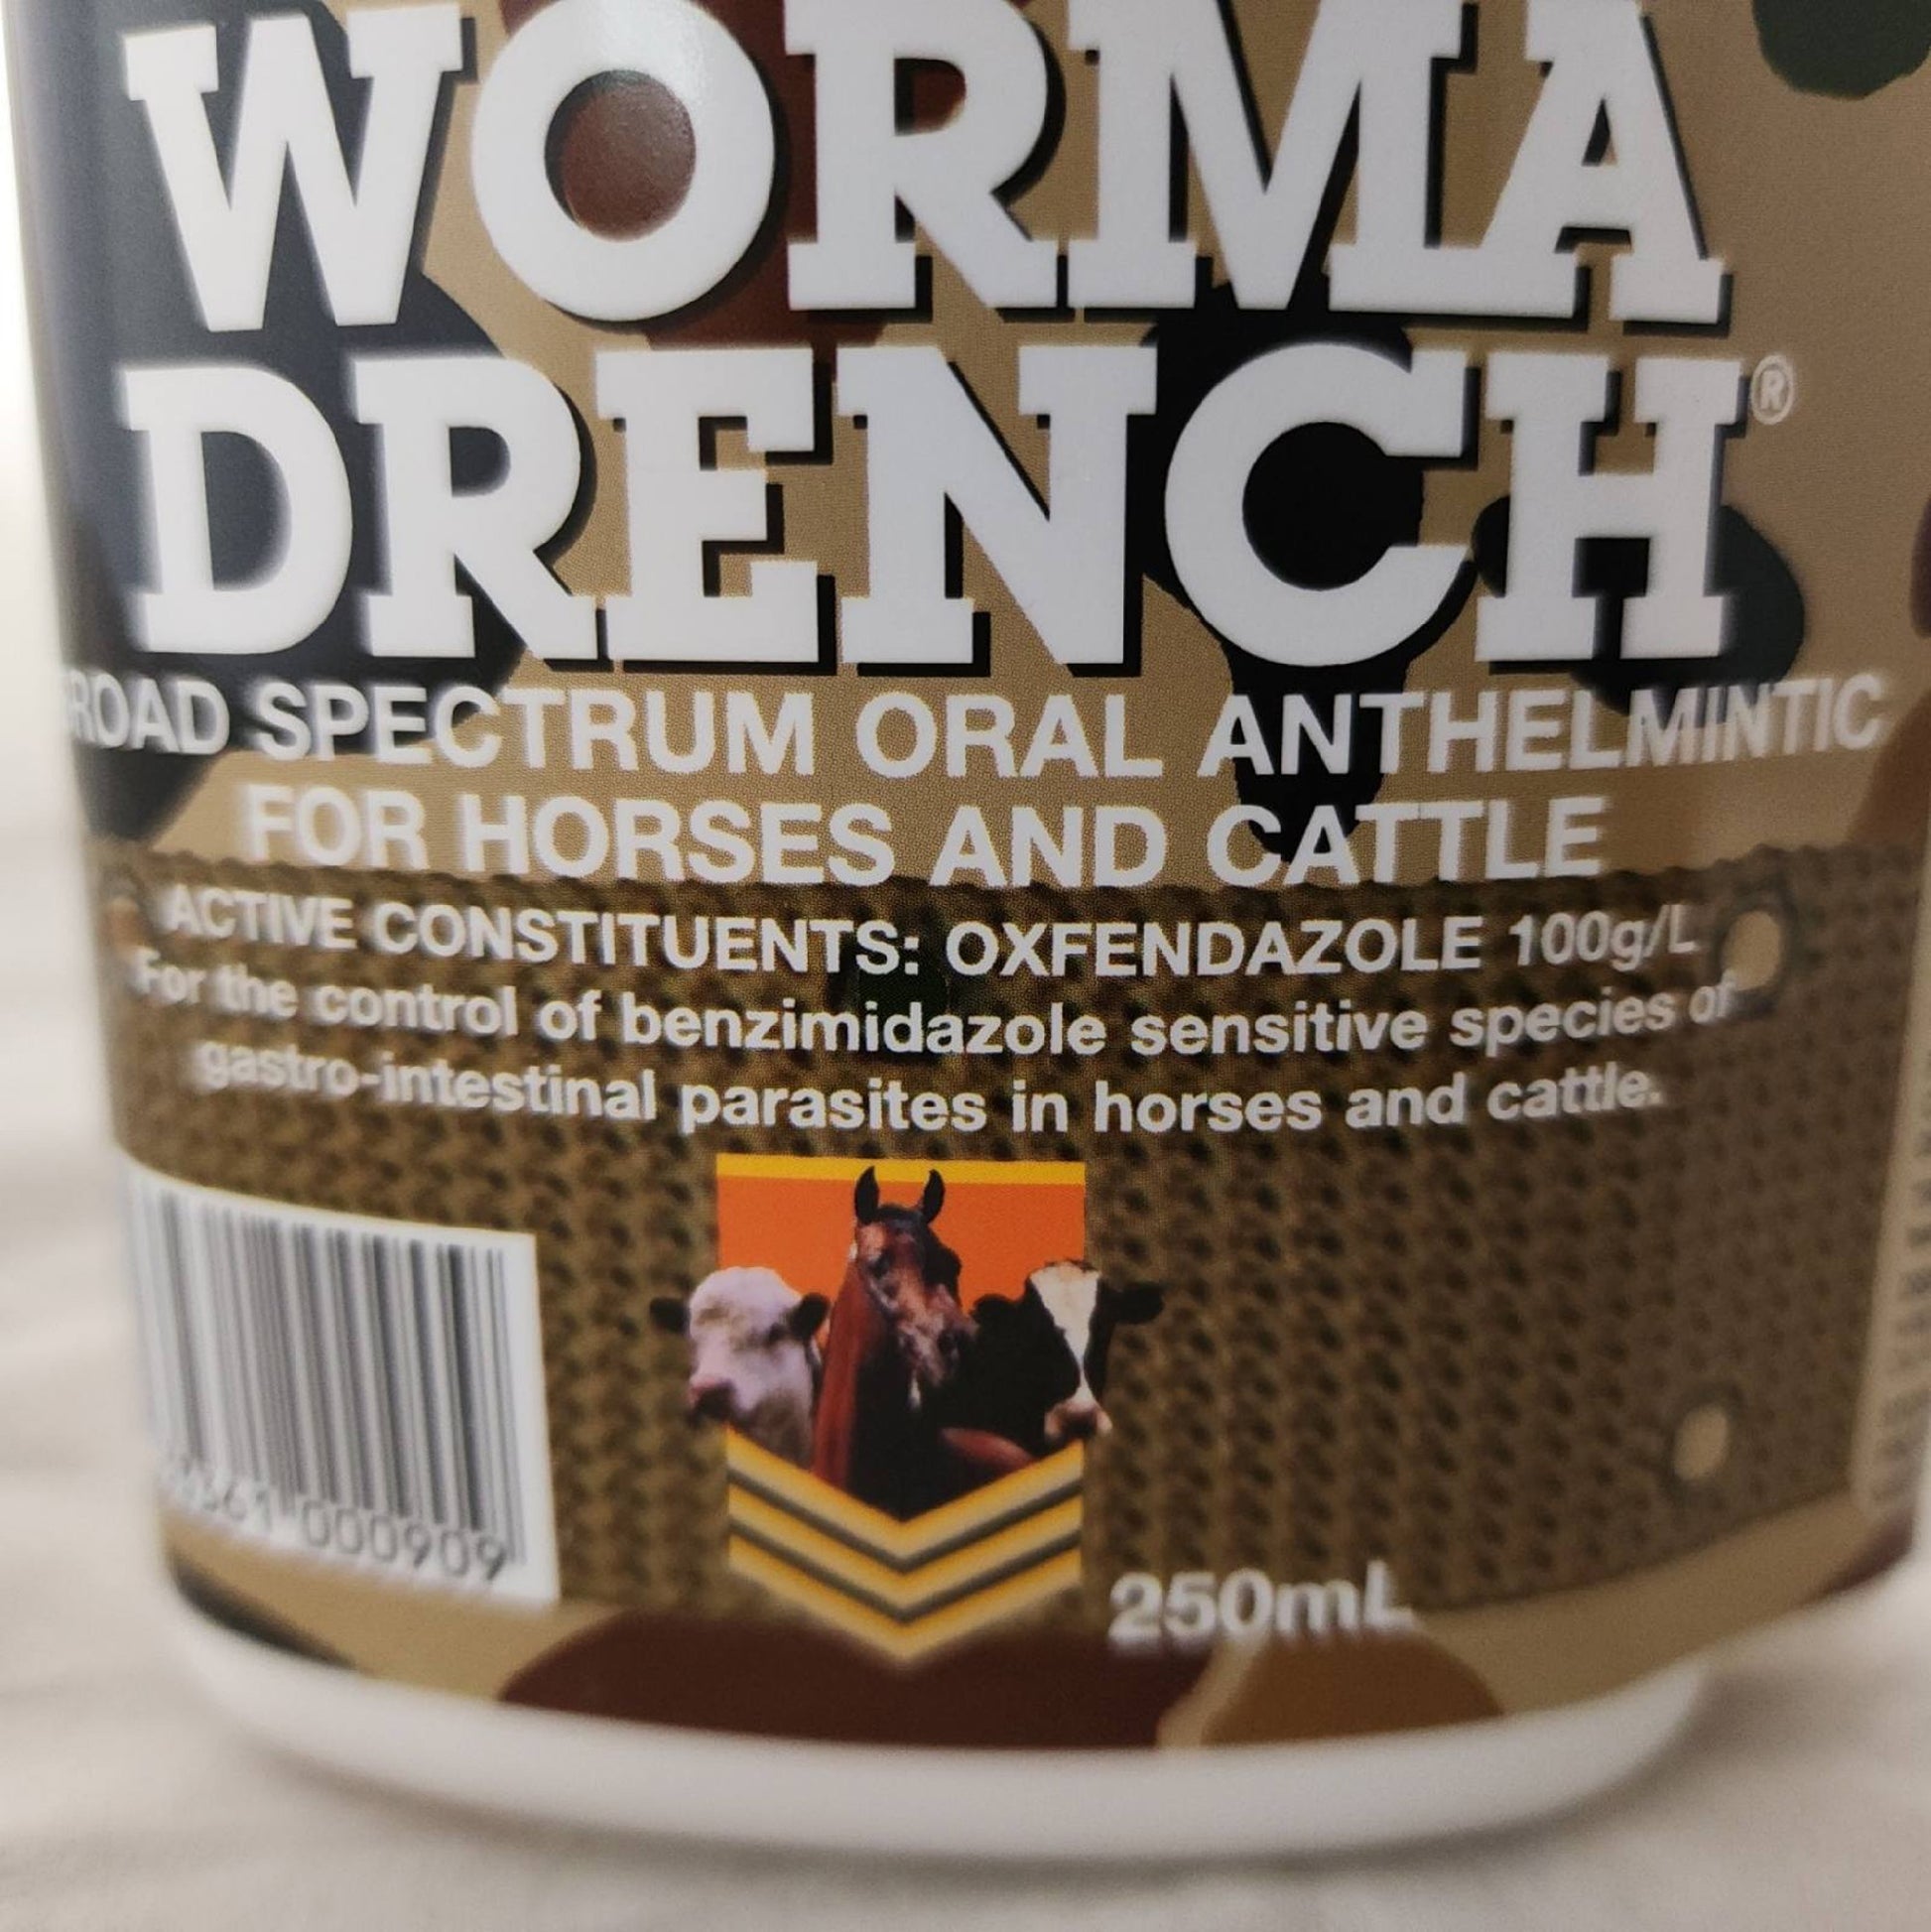 WORMA
DRENCH®
BROAD SPECTRUM ORAL ANTHELMINTIC
FOR HORSES AND CATTLE
ACTIVE CONSTITUENTS: OXFENDAZOLE 100g/L
For the control of benzimidazole sensitive species of
gastro-intestinal parasites in horses and cattle.
000909
250mL